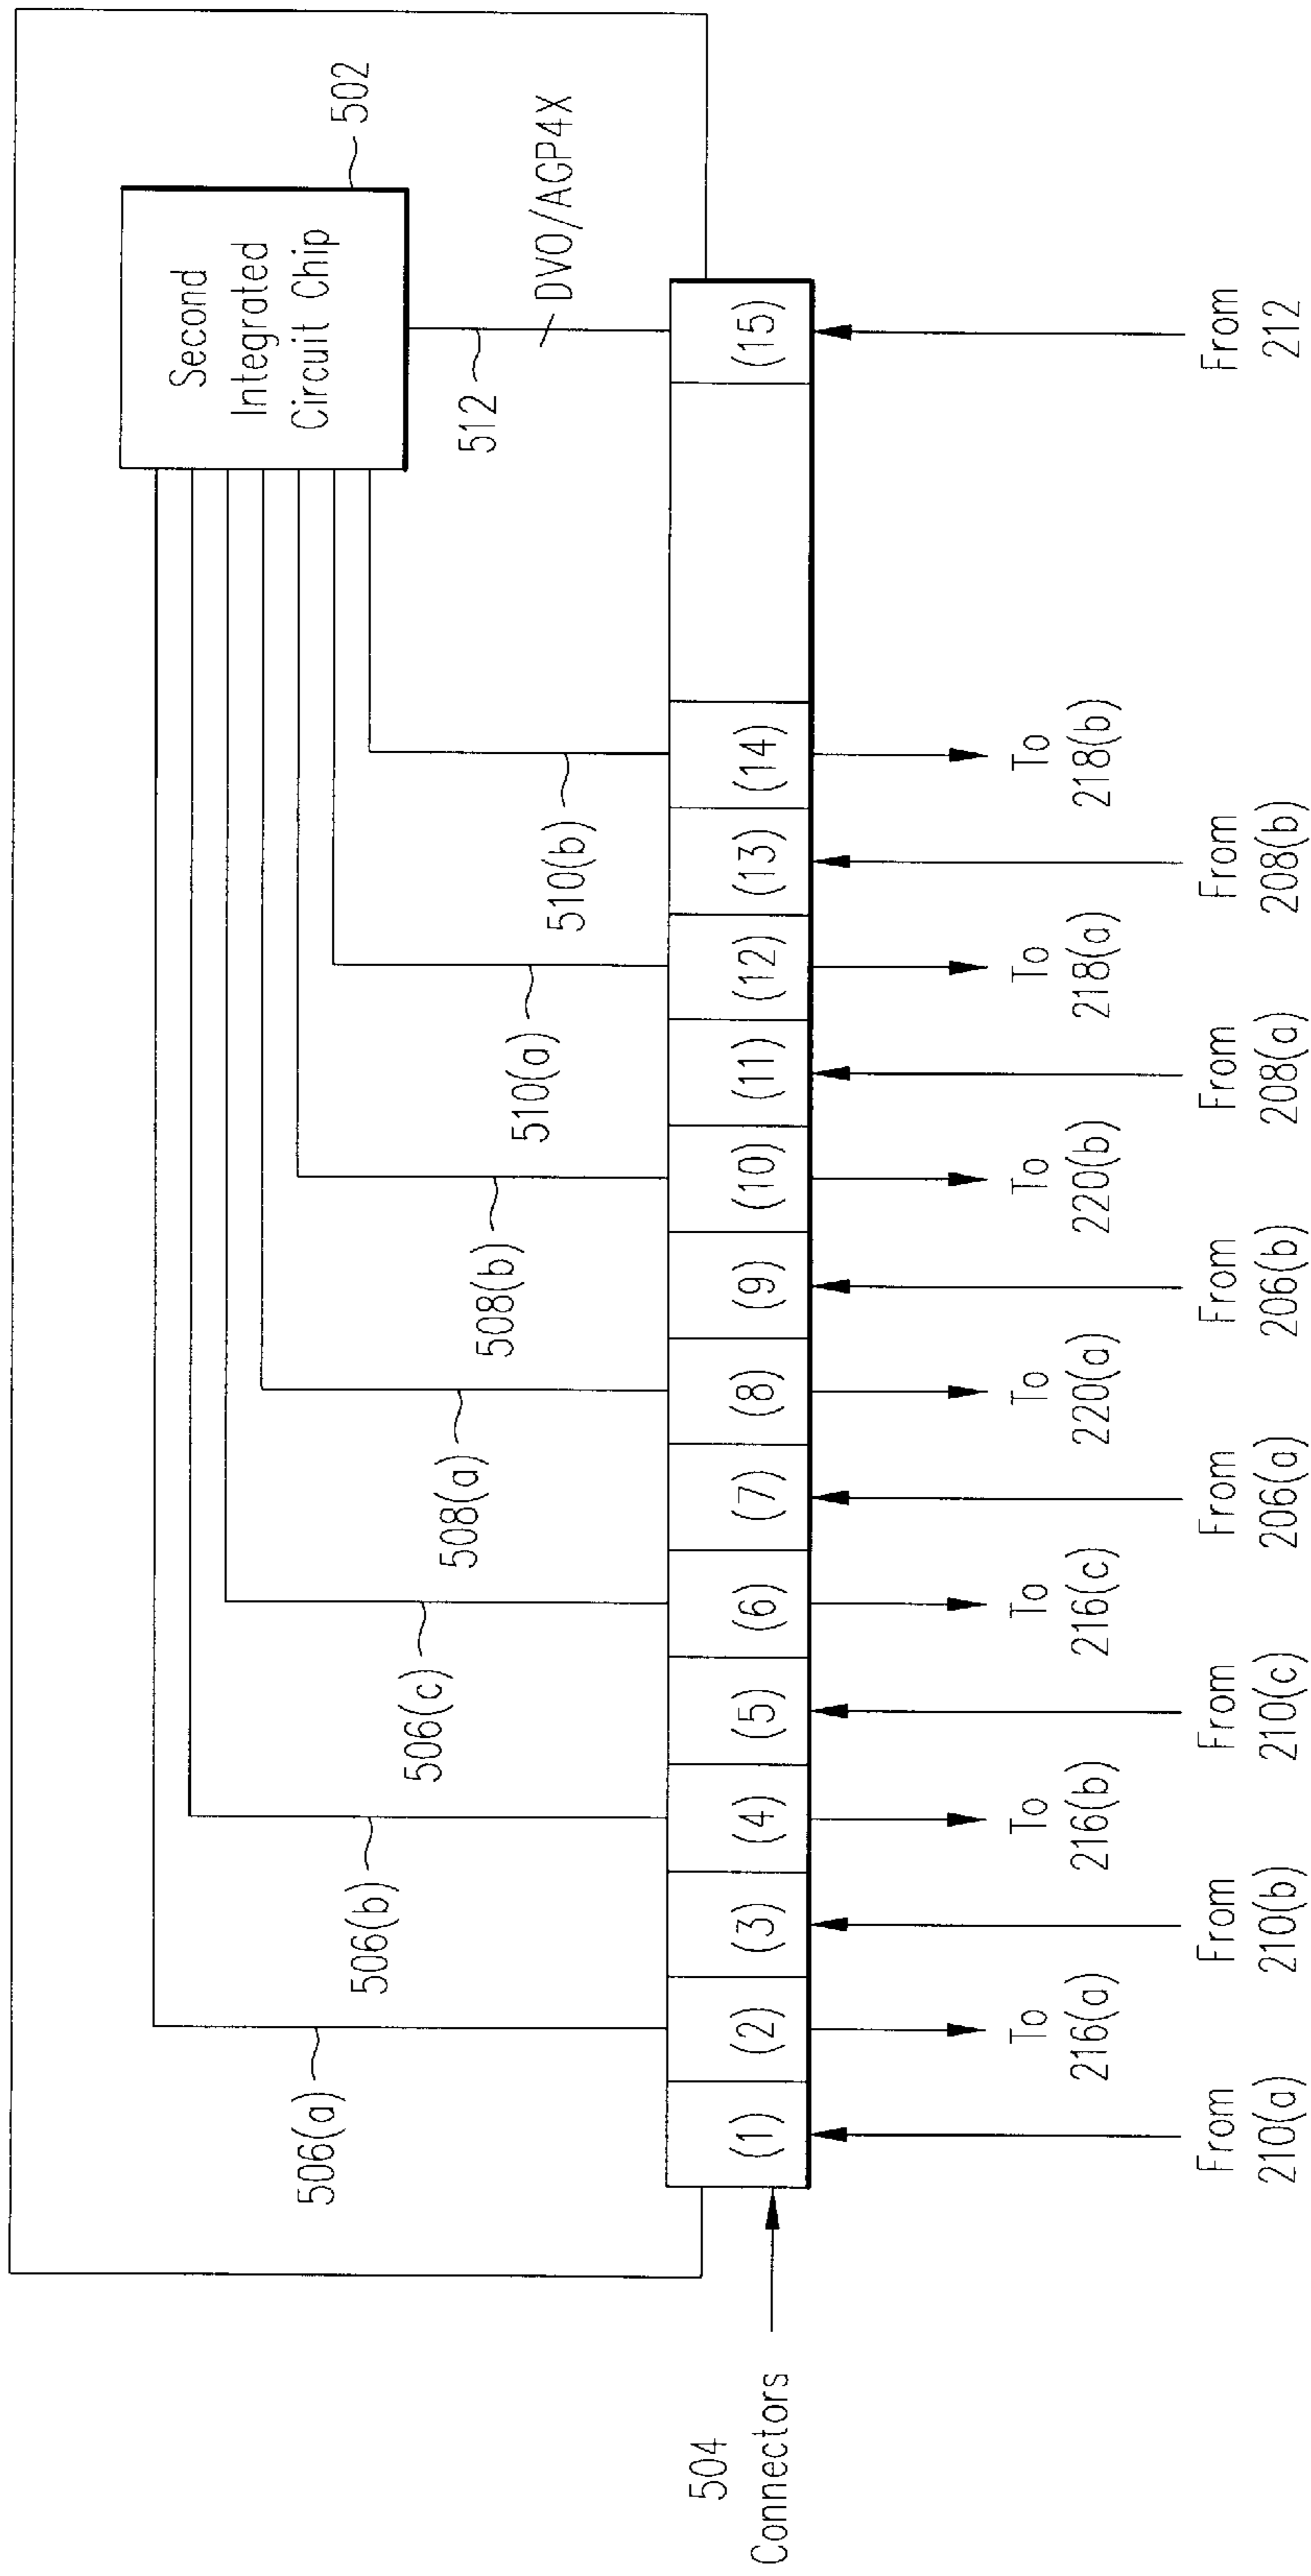 Second
Integrated
Circuit Chip
502
512
DVO/AGP4X
506(a)
506(b)
506(c)
508(a)
508(b)
510(a)
510(b)
504
Connectors
(1)
(2)
(3)
(4)
(5)
(6)
(7)
(8)
(9)
(10)
(11)
(12)
(13)
(14)
(15)
From
210(a)
To
216(a)
From
210(b)
To
216(b)
From
210(c)
To
216(c)
From
206(a)
To
220(a)
From
206(b)
To
220(b)
From
208(a)
To
218(a)
From
208(b)
To
218(b)
From
212